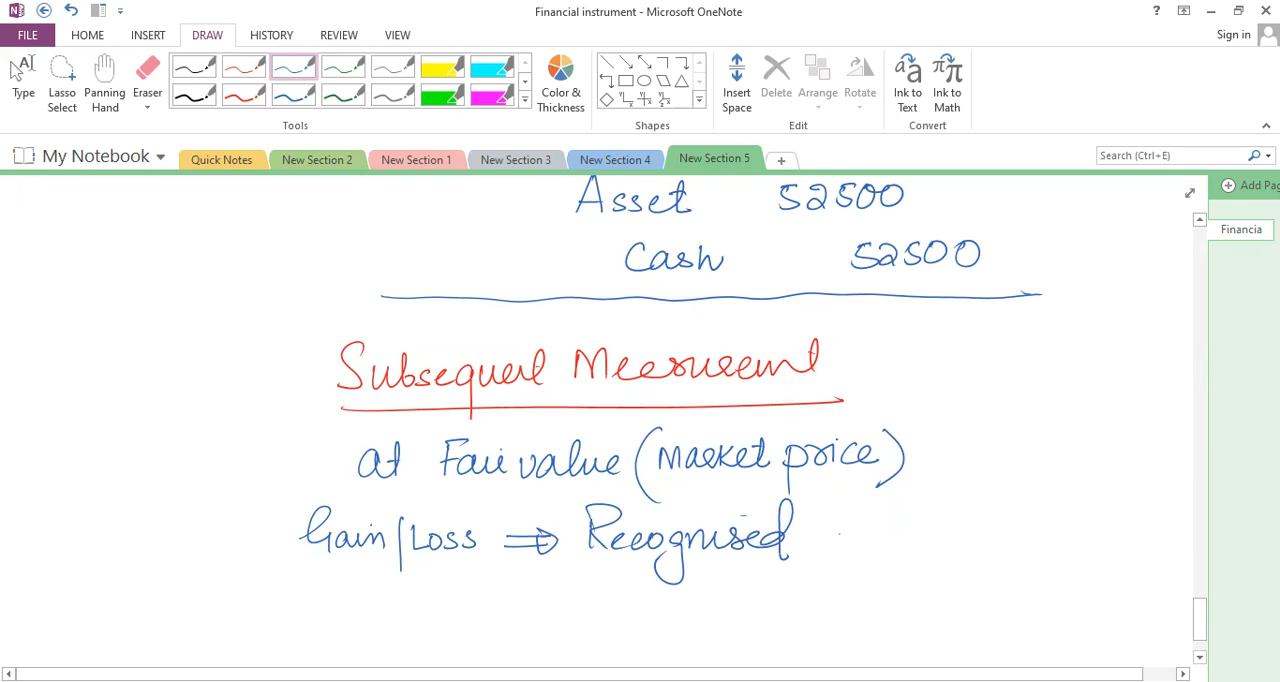 Financial instrument - Microsoft OneNote
?
FILE HOME INSERT DRAW HISTORY REVIEW VIEW
Sign in
Type Lasso Select Panning Hand Eraser
Color & Thickness
Insert Space Delete Arrange Rotate
Ink to Text Ink to Math
Tools Shapes Edit Convert
My Notebook Quick Notes New Section 2 New Section 1 New Section 3 New Section 4 New Section 5
Search (Ctrl+E)
Add Pag
Financia
Asset 52500
Cash 52500
Subsequent Measurement
at Fair value (Market price)
Gain/Loss ⇒ Recognised